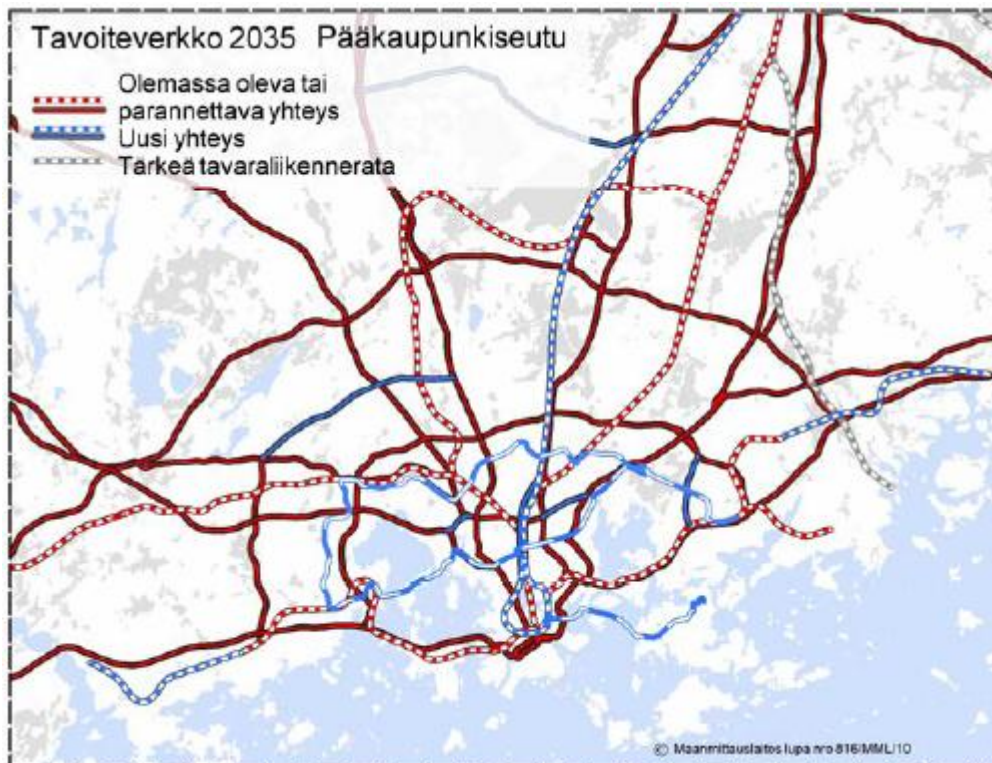 Tavoiteverkko 2035 Pääkaupunkiseutu
Olemassa oleva tai
parannettava yhteys
Uusi yhteys
Tärkeä tavaraliikennerata
© Maanmittauslaitos lupa nro 816/MML/10